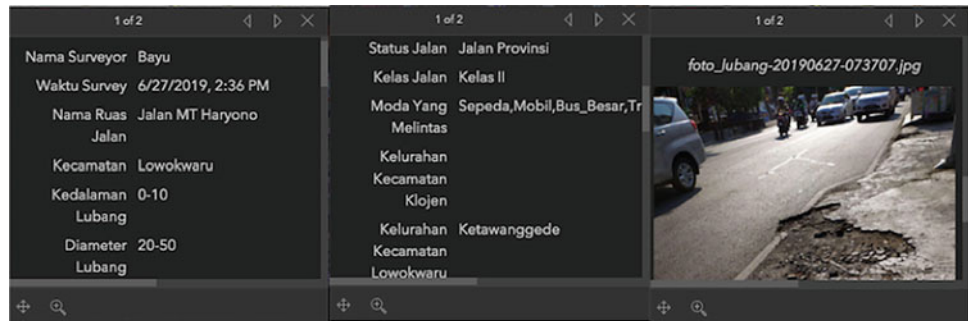 1 of 2
Nama Surveyor Bayu
Waktu Survey 6/27/2019, 2:36 PM
Nama Ruas Jalan MT Haryono
Jalan
Kecamatan Lowokwaru
Kedalaman 0-10
Lubang
Diameter 20-50
Lubang
1 of 2
Status Jalan Jalan Provinsi
Kelas Jalan Kelas II
Moda Yang Sepeda,Mobil,Bus_Besar,Tr
Melintas
Kelurahan
Kecamatan
Klojen
Kelurahan Ketawanggede
Kecamatan
Lowokwaru
1 of 2
foto_lubang-20190627-073707.jpg